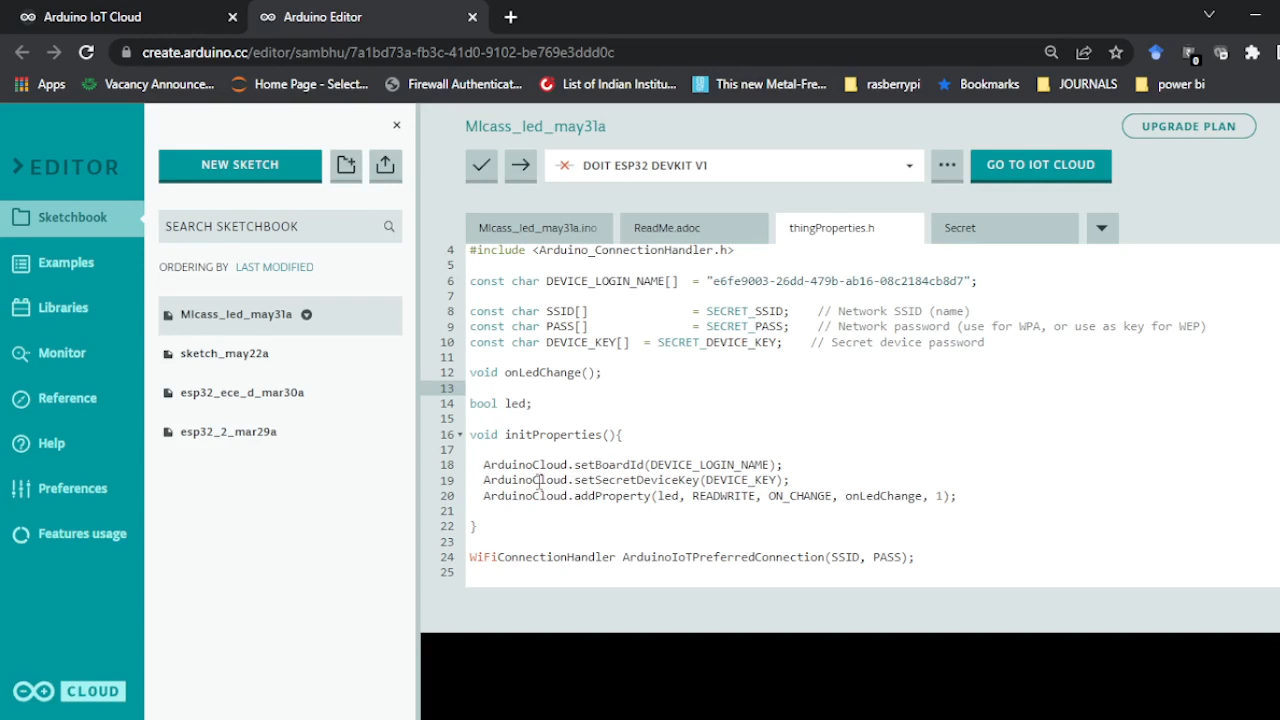 Arduino IoT Cloud
Arduino Editor
create.arduino.cc/editor/sambhu/7a1bd73a-fb3c-41d0-9102-be769e3ddd0c
0
Apps
Vacancy Announce...
Home Page - Select...
Firewall Authenticat...
List of Indian Institu...
This new Metal-Fre...
rasberrypi
Bookmarks
JOURNALS
power bi
EDITOR
Sketchbook
Examples
Libraries
Monitor
Reference
Help
Preferences
Features usage
CLOUD
NEW SKETCH
SEARCH SKETCHBOOK
ORDERING BY LAST MODIFIED
MIcass_led_may31a
sketch_may22a
esp32_ece_d_mar30a
esp32_2_mar29a
MIcass_led_may31a
UPGRADE PLAN
DOIT ESP32 DEVKIT V1
GO TO IOT CLOUD
MIcass_led_may31a.ino
ReadMe.adoc
thingProperties.h
Secret
4 #include <Arduino_ConnectionHandler.h>
5
6 const char DEVICE_LOGIN_NAME[] = "e6fe9003-26dd-479b-ab16-08c2184cb8d7";
7
8 const char SSID[] = SECRET_SSID; // Network SSID (name)
9 const char PASS[] = SECRET_PASS; // Network password (use for WPA, or use as key for WEP)
10 const char DEVICE_KEY[] = SECRET_DEVICE_KEY; // Secret device password
11
12 void onLedChange();
13
14 bool led;
15
16 void initProperties(){
17
18 ArduinoCloud.setBoardId(DEVICE_LOGIN_NAME);
19 ArduinoCloud.setSecretDeviceKey(DEVICE_KEY);
20 ArduinoCloud.addProperty(led, READWRITE, ON_CHANGE, onLedChange, 1);
21
22 }
23
24 WiFiConnectionHandler ArduinoIoTPreferredConnection(SSID, PASS);
25